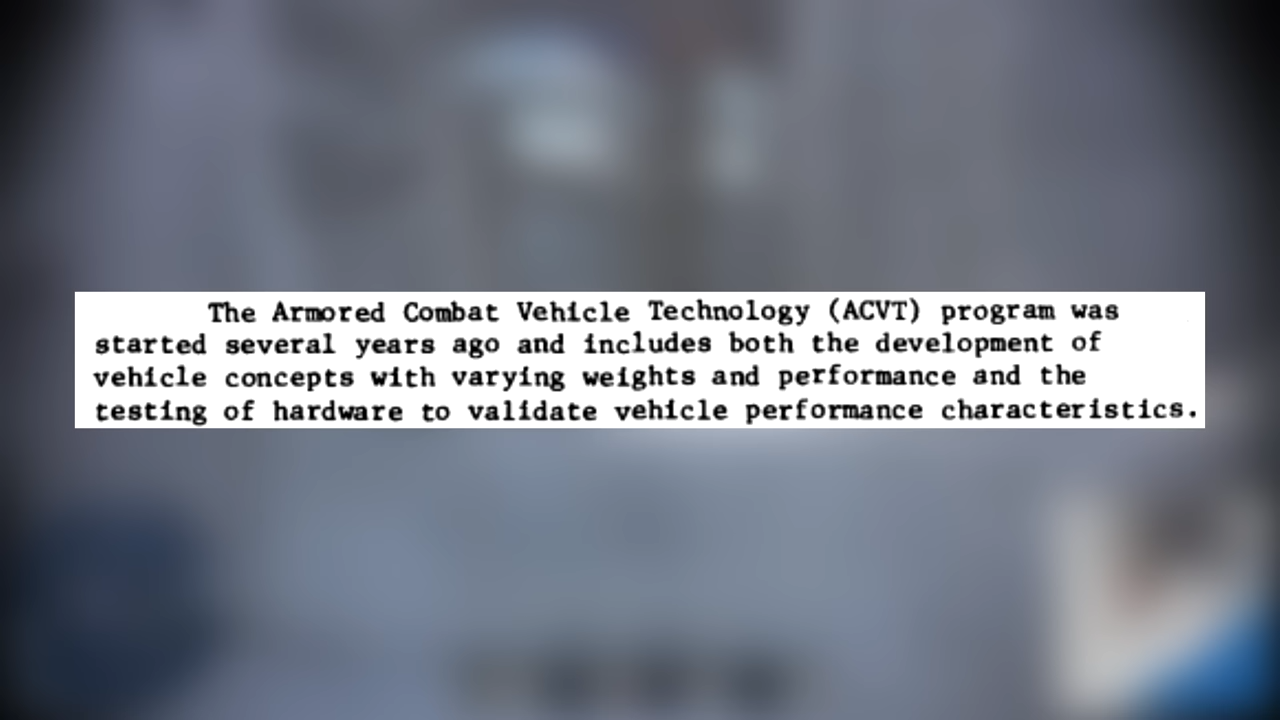 The Armored Combat Vehicle Technology (ACVT) program was
started several years ago and includes both the development of
vehicle concepts with varying weights and performance and the
testing of hardware to validate vehicle performance characteristics.